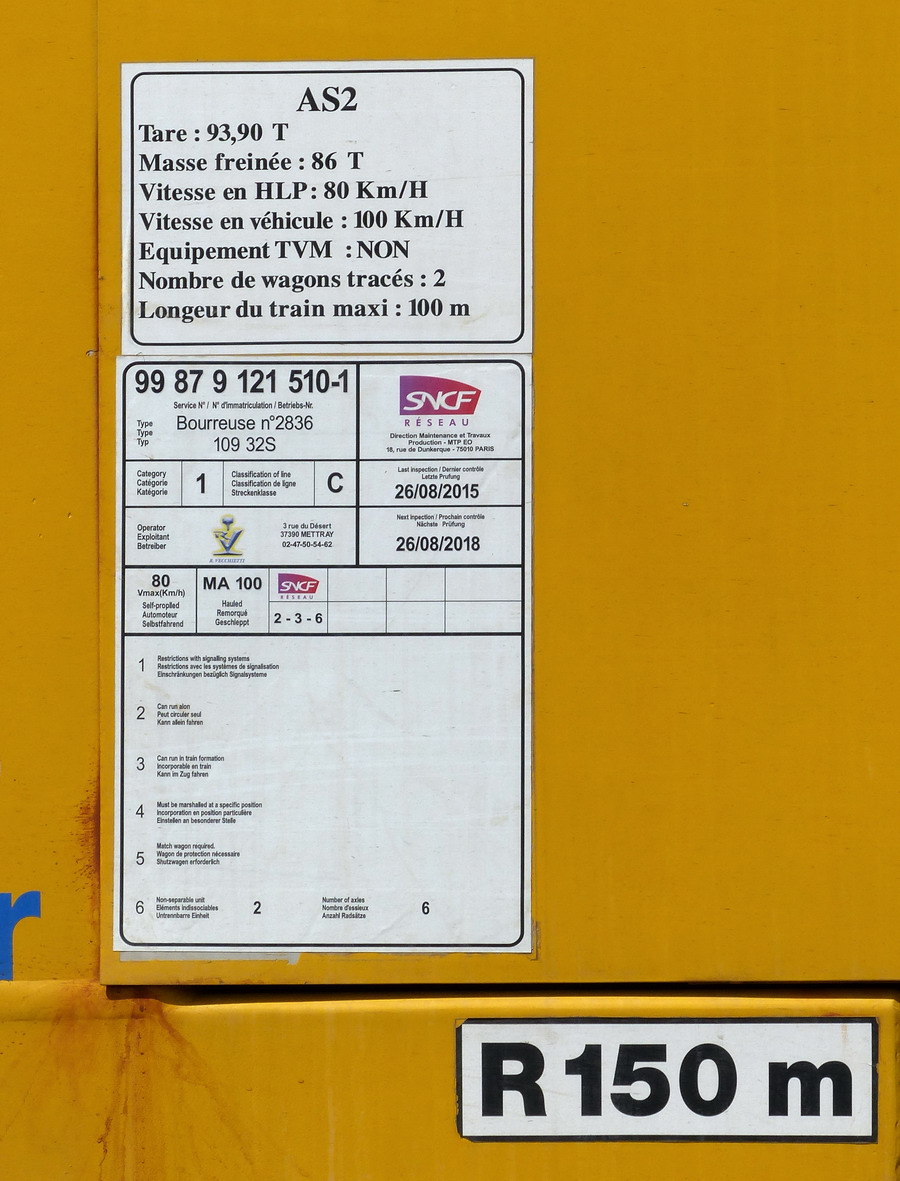 AS2
Tare : 93,90 T
Masse freinée : 86 T
Vitesse en HLP: 80 Km/H
Vitesse en véhicule : 100 Km/H
Equipement TVM : NON
Nombre de wagons tracés : 2
Longeur du train maxi : 100 m
99 87 9 121 510-1
Service N° / N° d'immatriculation / Betriebs-Nr.
Type
Type
Typ
Bourreuse n°2836
109 32S
SNCF
RÉSEAU
Direction Maintenance et Travaux
Production - MTP EO
18, rue de Dunkerque - 75010 PARIS
Category
Catégorie
Katégorie
1
Classification of line
Classification de ligne
Streckenklasse
C
Last inspection / Dernier contrôle
Letzte Prufung
26/08/2015
Operator
Exploitant
Betreiber
R. VECCHIETTI
3 rue du Désert
37390 METTRAY
02-47-50-54-62
Next inpection / Prochain contrôle
Nächste Prüfung
26/08/2018
80
Vmax(Km/h)
Self-proplled
Automoteur
Selbstfahrend
MA 100
Hauled
Remorqué
Geschleppt
SNCF
RÉSEAU
2 - 3 - 6
1
Restrictions with signalling systems
Restrictions avec les systèmes de signalisation
Einschränkungen bezüglich Signalsysteme
2
Can run alon
Peut circuler seul
Kann allein fahren
3
Can run in train formation
Incorporable en train
Kann im Zug fahren
4
Must be marshalled at a specific position
Incorporation en position particulière
Einstellen an besonderer Stelle
5
Match wagon required.
Wagon de protection nécessaire
Shutzwagen erforderlich
6
Non-separable unit
Eléments indissociables
Untrennbarre Einheit
2
Number of axles
Nombre d'essieux
Anzahl Radsätze
6
r
R 150 m